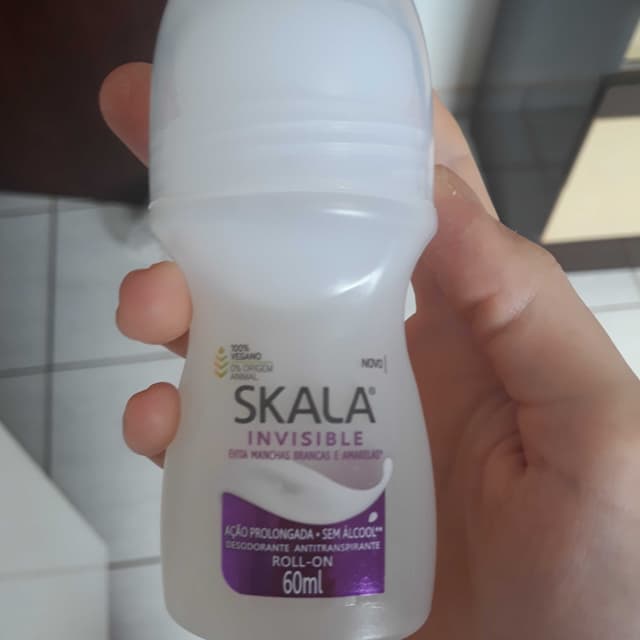 100%
VEGANO
0% ORIGEM
ANIMAL.
NOVO
SKALA®
INVISIBLE
EVITA MANCHAS BRANCAS E AMARELAS*
AÇÃO PROLONGADA • SEM ÁLCOOL**
DESODORANTE ANTITRANSPIRANTE
ROLL-ON
60ml